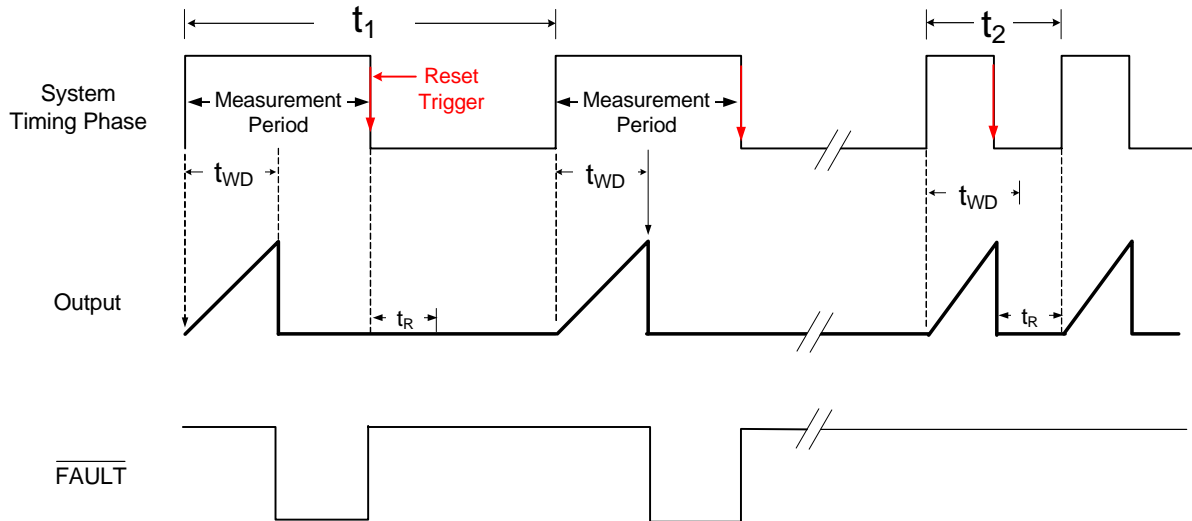 t1
t2
System
Timing Phase
Measurement
Period
Reset
Trigger
Measurement
Period
tWD
tWD
tWD
Output
tR
tR
FAULT